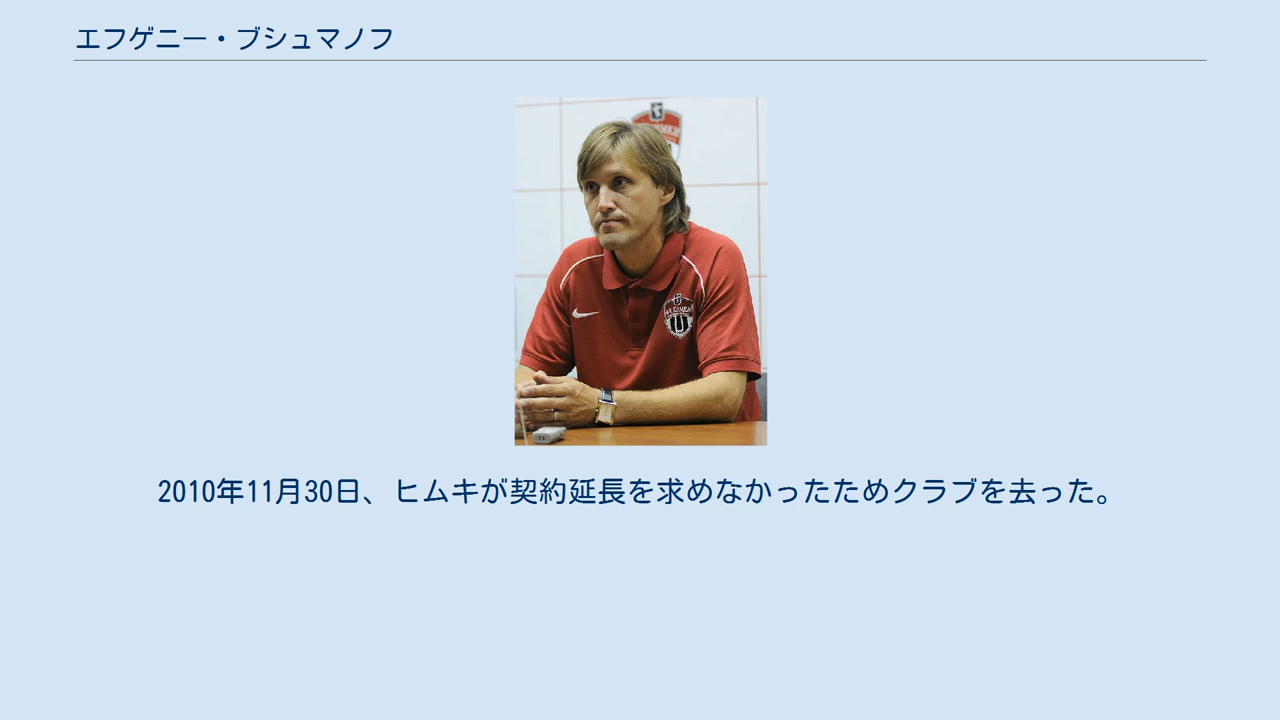 エフゲニー・ブシュマノフ
2010年11月30日、ヒムキが契約延長を求めなかったためクラブを去った。